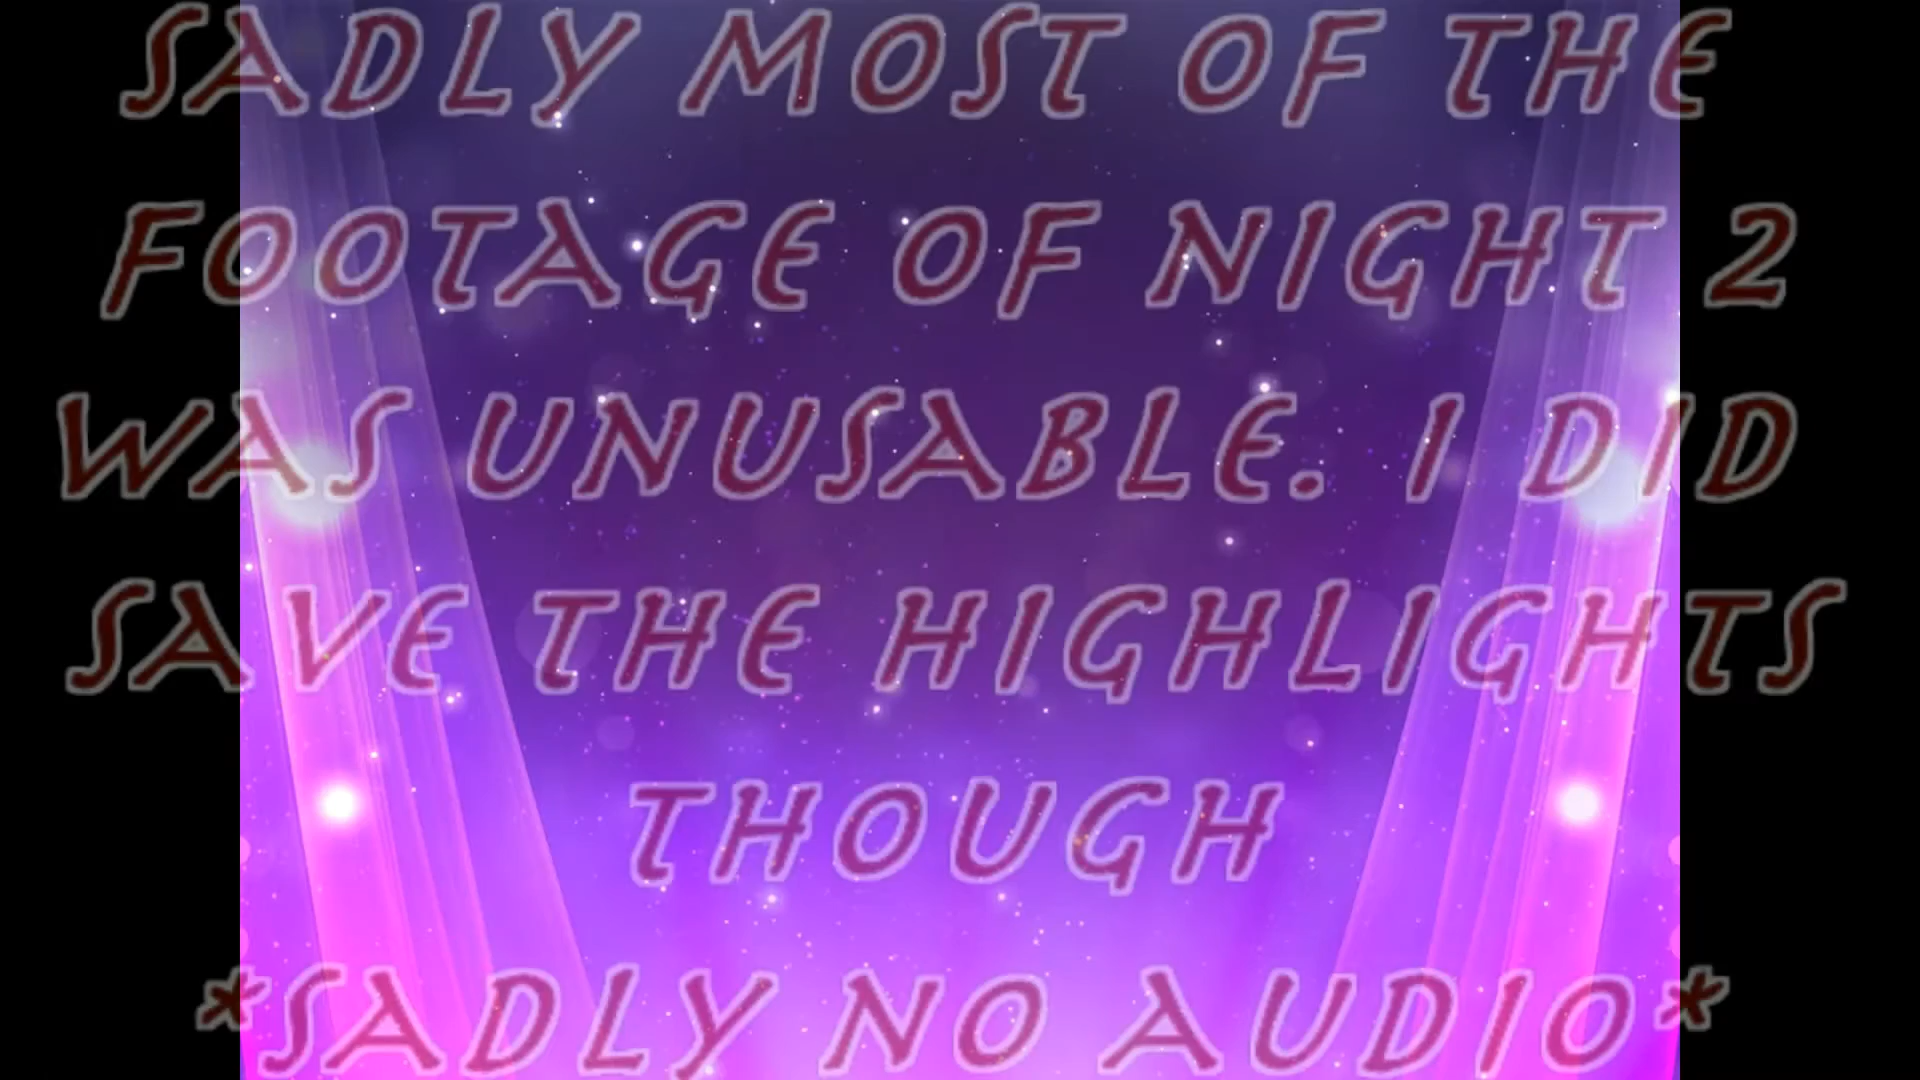 SADLY MOST OF THE
FOOTAGE OF NIGHT 2
WAS UNUSABLE. I DID
SAVE THE HIGHLIGHTS
THOUGH
*SADLY NO AUDIO*